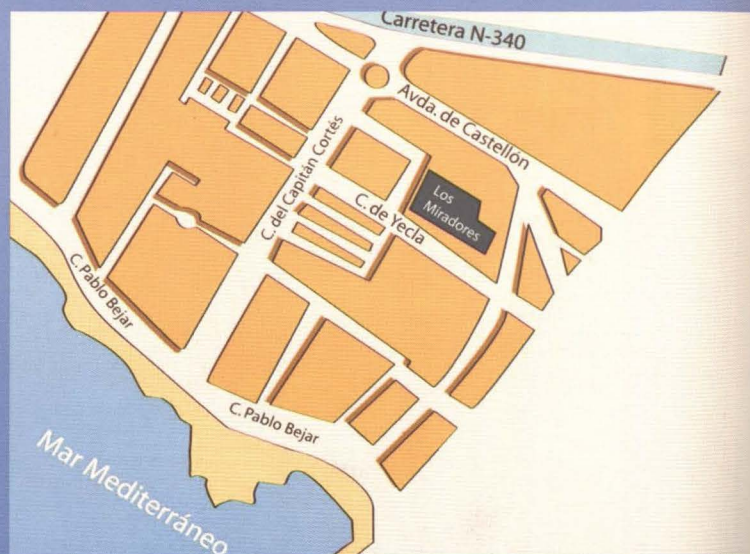 Carretera N-340
Avda. de Castellón
C. del Capitán Cortés
Los
Miradores
C. de Yecla
C. Pablo Bejar
C. Pablo Bejar
Mar Mediterráneo